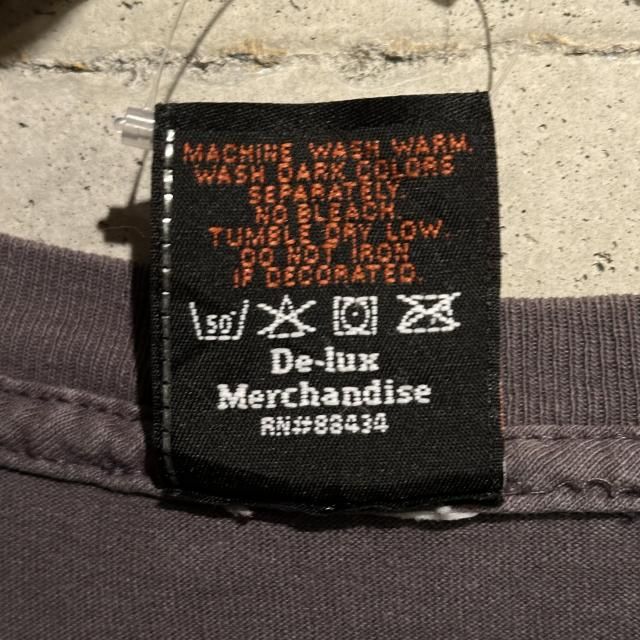 MACHINE WASH WARM.
WASH DARK COLORS
SEPARATELY.
NO BLEACH.
TUMBLE DRY LOW.
DO NOT IRON
IF DECORATED.
50°
De-lux
Merchandise
RN#88434